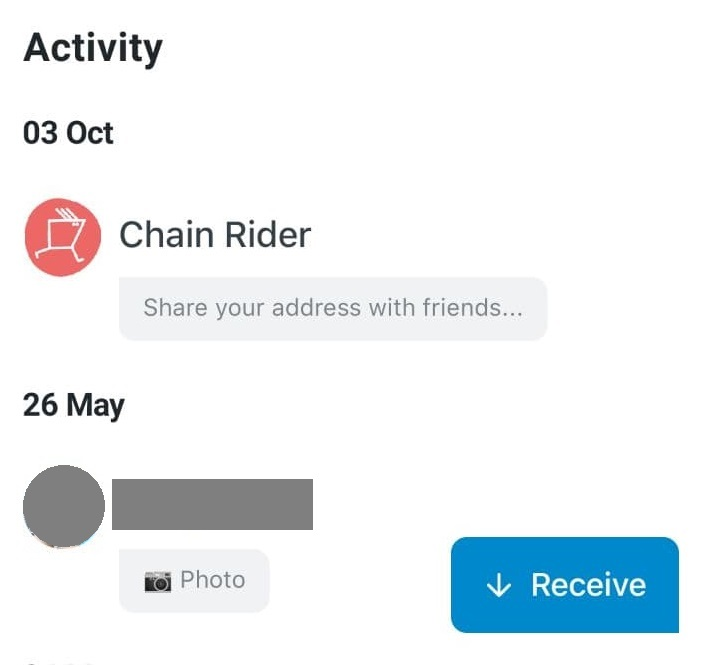 Activity
03 Oct
Chain Rider
Share your address with friends...
26 May
📷 Photo
↓ Receive